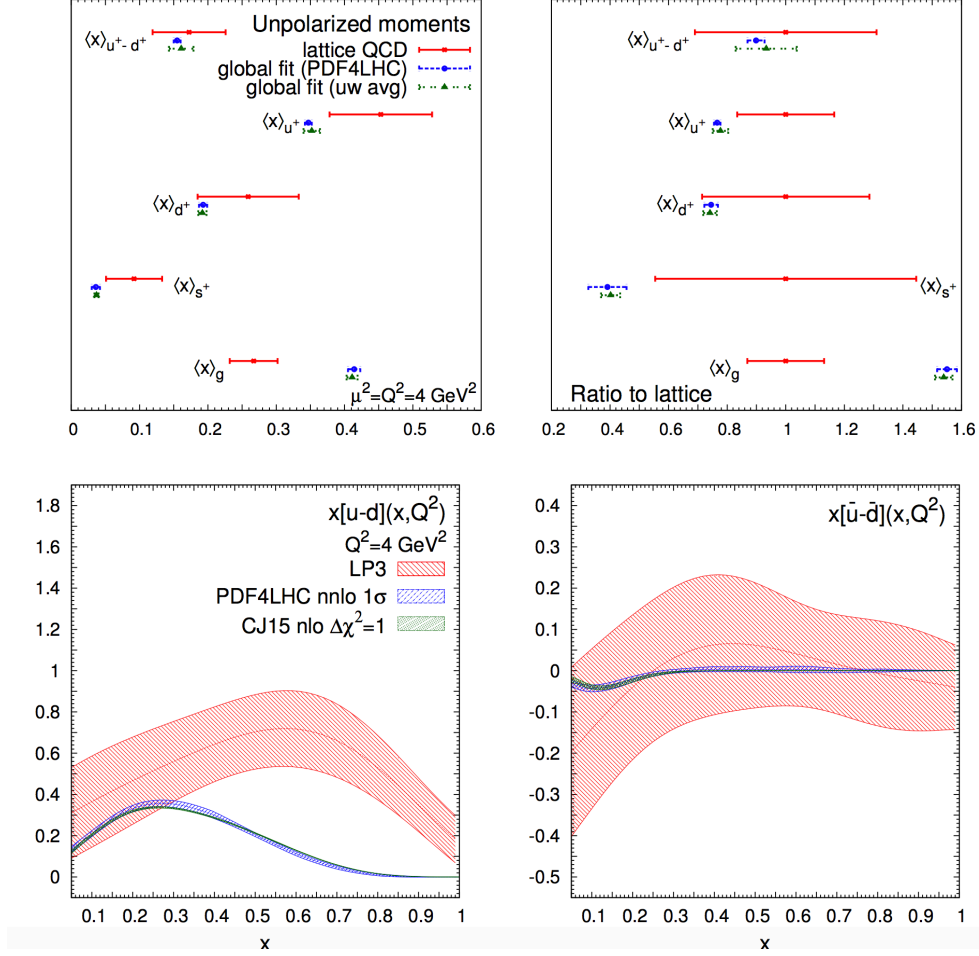 Unpolarized moments
lattice QCD
global fit (PDF4LHC)
global fit (uw avg)
⟨x⟩u⁺-d⁺
⟨x⟩u⁺
⟨x⟩d⁺
⟨x⟩s⁺
⟨x⟩g
μ²=Q²=4 GeV²
0 0.1 0.2 0.3 0.4 0.5 0.6
⟨x⟩u⁺-d⁺
⟨x⟩u⁺
⟨x⟩d⁺
⟨x⟩s⁺
⟨x⟩g
Ratio to lattice
0.2 0.4 0.6 0.8 1 1.2 1.4 1.6
x[u-d](x,Q²)
Q²=4 GeV²
LP3
PDF4LHC nnlo 1σ
CJ15 nlo Δχ²=1
1.8
1.6
1.4
1.2
1
0.8
0.6
0.4
0.2
0
0.1 0.2 0.3 0.4 0.5 0.6 0.7 0.8 0.9 1
x
x[ū-d̄](x,Q²)
0.4
0.3
0.2
0.1
0
-0.1
-0.2
-0.3
-0.4
-0.5
0.1 0.2 0.3 0.4 0.5 0.6 0.7 0.8 0.9 1
x